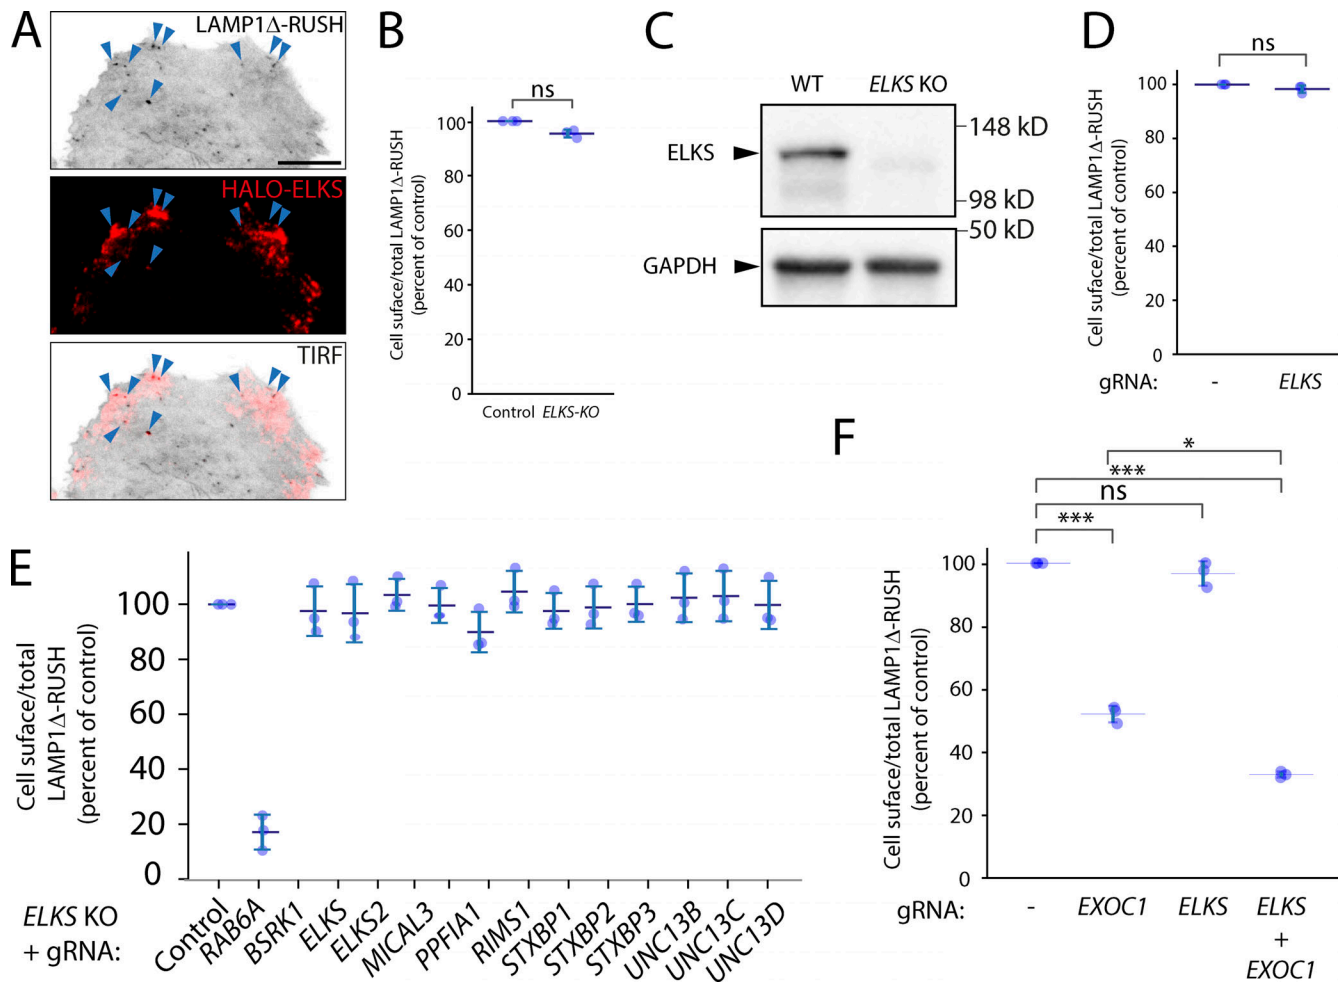 A
LAMP1Δ-RUSH
HALO-ELKS
TIRF
B
ns
Cell suface/total LAMP1Δ-RUSH
(percent of control)
100
80
60
40
20
0
Control ELKS-KO
C
WT ELKS KO
ELKS
148 kD
98 kD
50 kD
GAPDH
D
ns
Cell suface/total LAMP1Δ-RUSH
(percent of control)
100
80
60
40
20
0
gRNA: - ELKS
E
Cell suface/total
LAMP1Δ-RUSH
(percent of control)
100
80
60
40
20
0
ELKS KO
+ gRNA:
Control
RAB6A
BSRK1
ELKS
ELKS2
MICAL3
PPFIA1
RIMS1
STXBP1
STXBP2
STXBP3
UNC13B
UNC13C
UNC13D
F
*
***
ns
***
Cell suface/total LAMP1Δ-RUSH
(percent of control)
100
80
60
40
20
0
gRNA: - EXOC1 ELKS ELKS
+
EXOC1